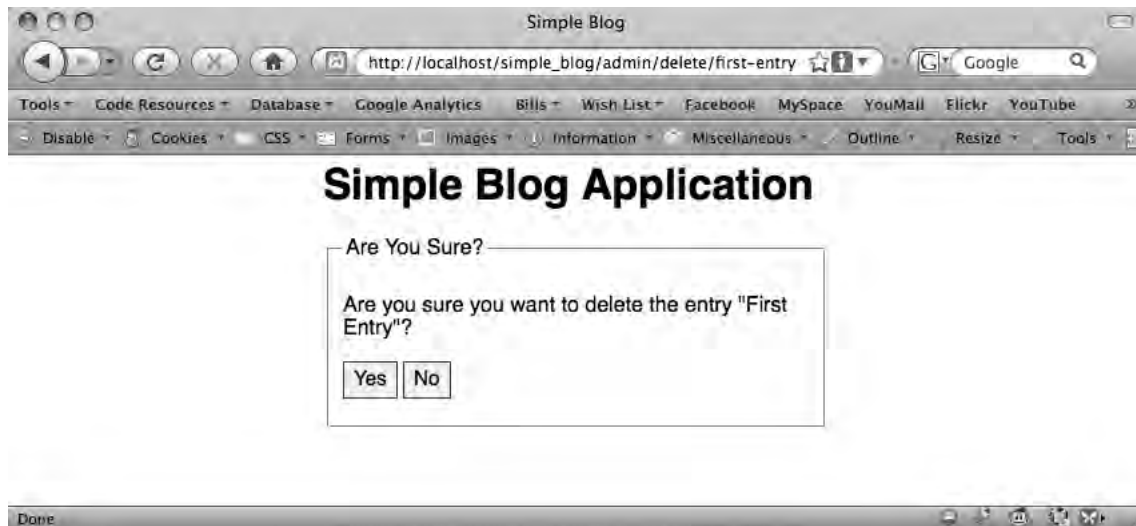 Simple Blog
http://localhost/simple_blog/admin/delete/first-entry
G Google
Tools Code Resources Database Google Analytics Bills Wish List Facebook MySpace YouMail Flickr YouTube
Disable Cookies CSS Forms Images Information Miscellaneous Outline Resize Tools
Simple Blog Application
Are You Sure?
Are you sure you want to delete the entry "First
Entry"?
Yes No
Done